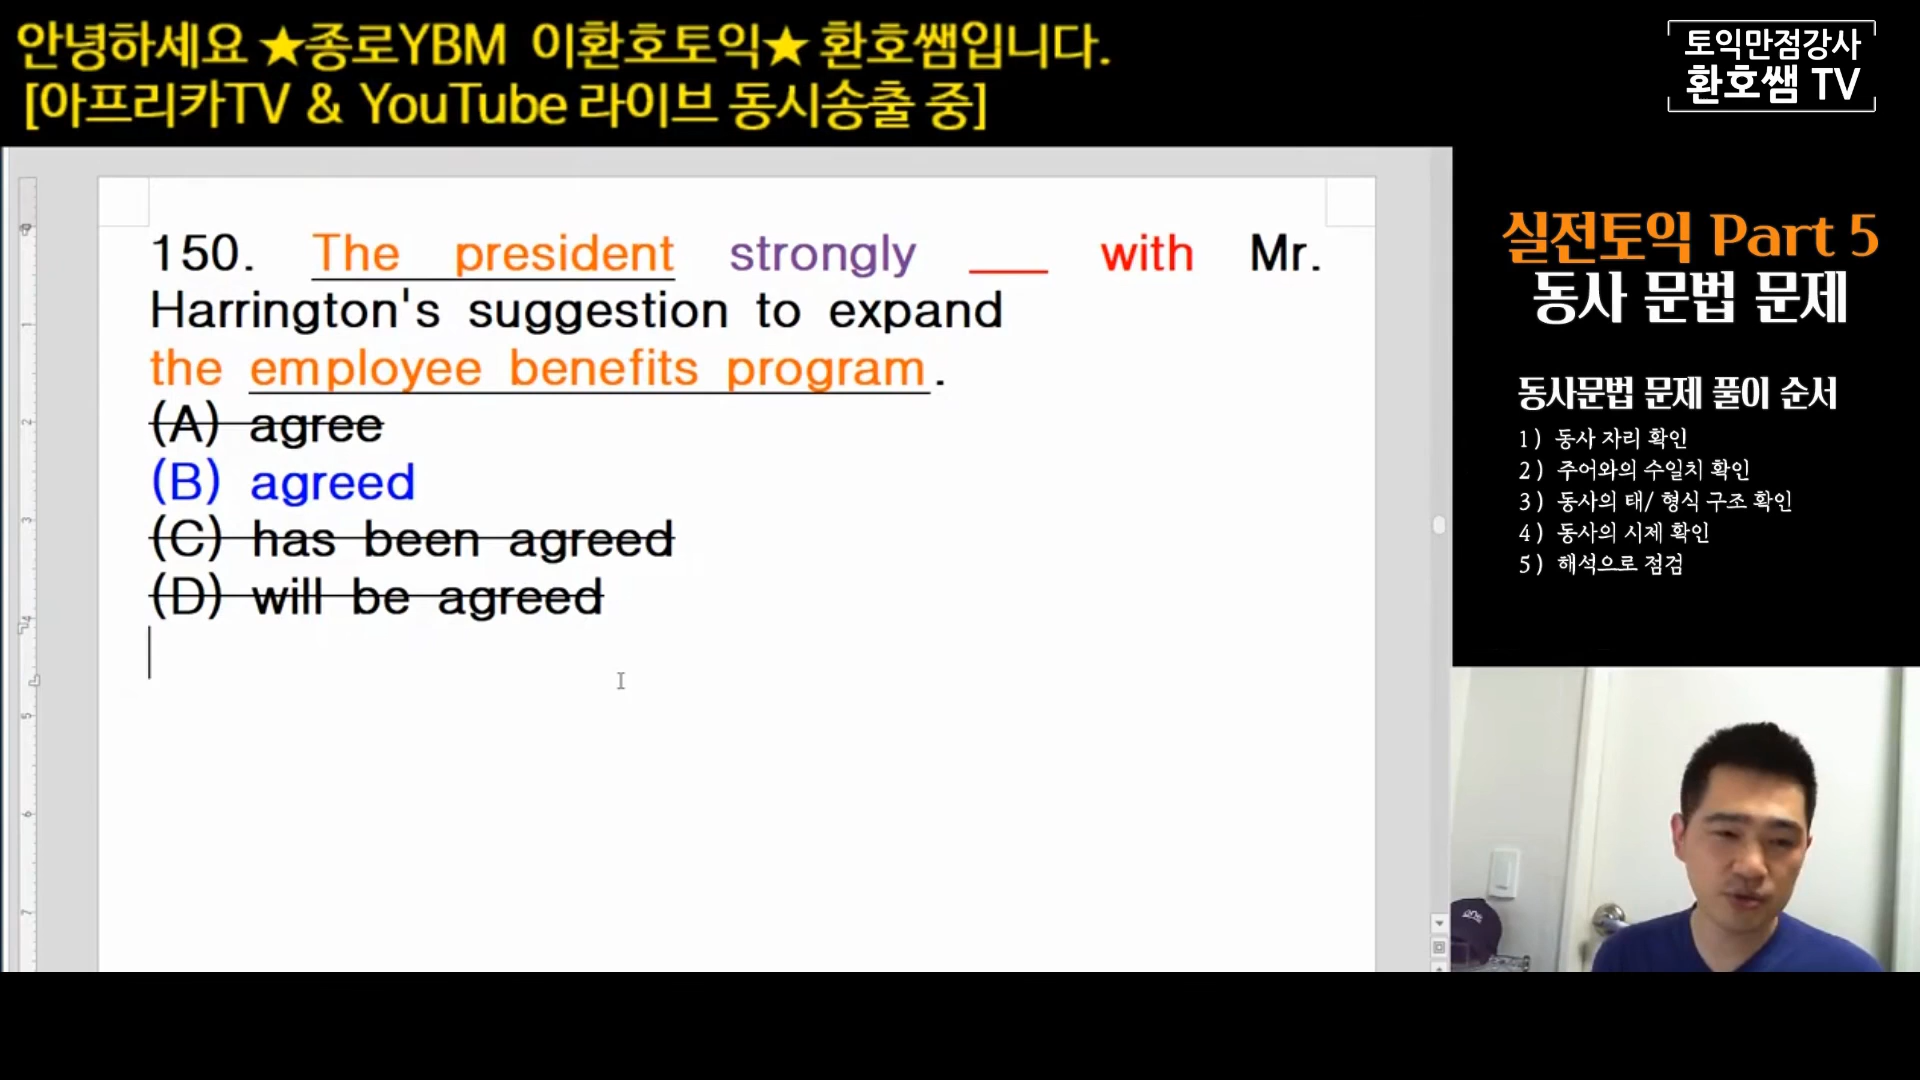 안녕하세요 ★종로YBM 이환호토익★ 환호쌤입니다.
[아프리카TV & YouTube 라이브 동시송출 중]
토익만점강사
환호쌤 TV
150. The president strongly ___ with Mr.
Harrington's suggestion to expand
the employee benefits program.
(A) agree
(B) agreed
(C) has been agreed
(D) will be agreed
실전토익 Part 5
동사 문법 문제
동사문법 문제 풀이 순서
1) 동사 자리 확인
2) 주어와의 수일치 확인
3) 동사의 태/ 형식 구조 확인
4) 동사의 시제 확인
5) 해석으로 점검